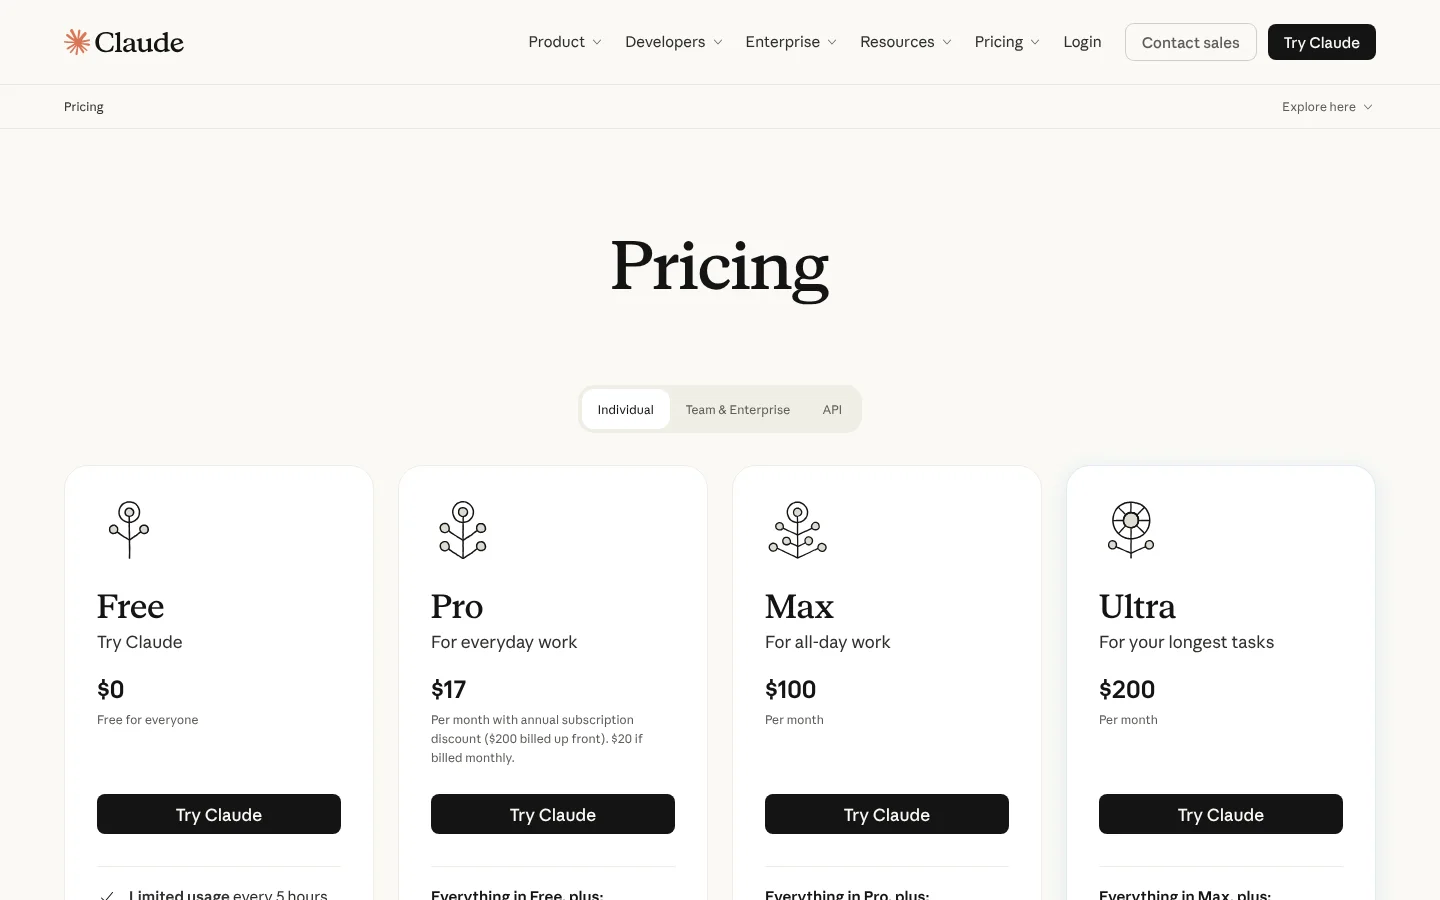 Claude
Product
Developers
Enterprise
Resources
Pricing
Login
Contact sales
Try Claude
Pricing
Explore here
Pricing
Individual
Team & Enterprise
API
Free
Try Claude
$0
Free for everyone
Try Claude
Limited usage every 5 hours
Pro
For everyday work
$17
Per month with annual subscription
discount ($200 billed up front). $20 if
billed monthly.
Try Claude
Everything in Free, plus:
Max
For all-day work
$100
Per month
Try Claude
Everything in Pro, plus:
Ultra
For your longest tasks
$200
Per month
Try Claude
Everything in Max, plus: